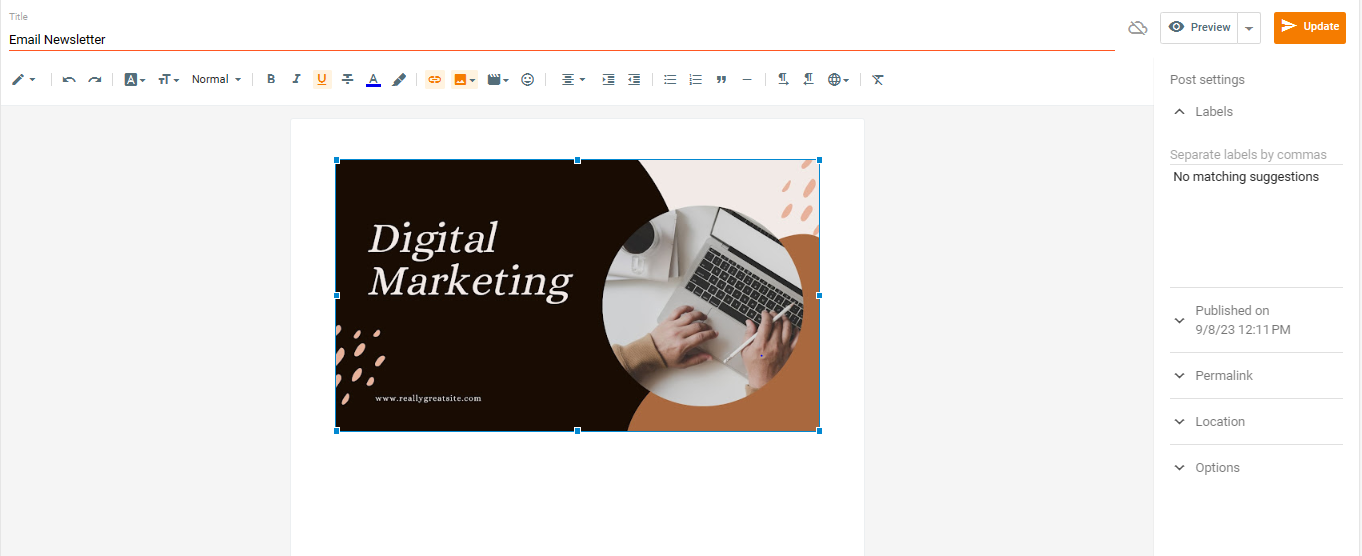 Title
Email Newsletter
Preview
Update
Normal
B I U A
Post settings
Labels
Separate labels by commas
No matching suggestions
Digital
Marketing
www.reallygreatsite.com
Published on
9/8/23 12:11 PM
Permalink
Location
Options